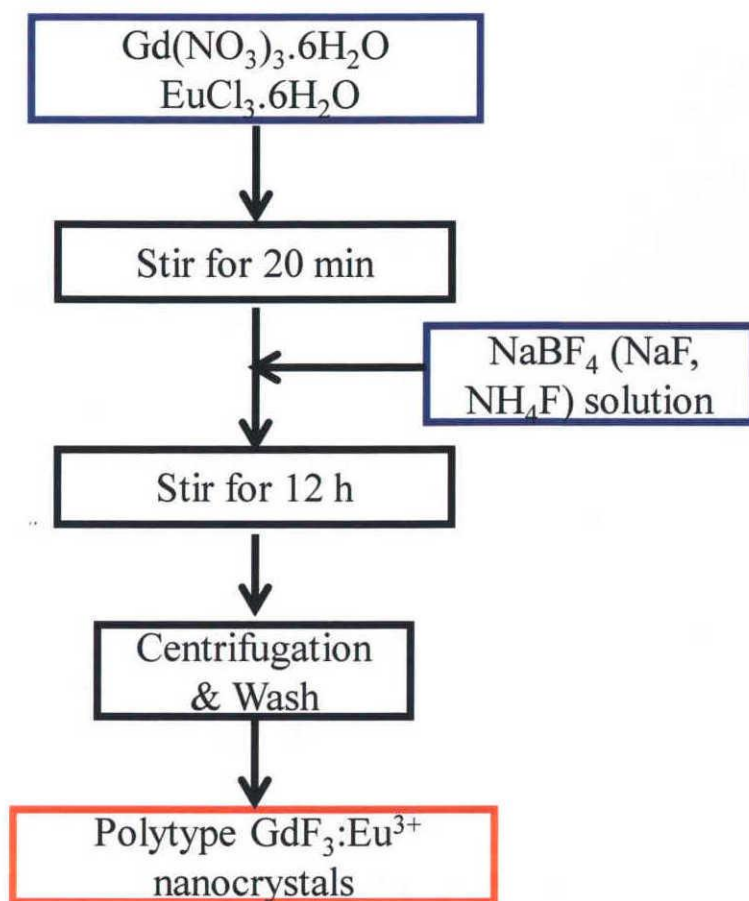 Gd(NO₃)₃.6H₂O
EuCl₃.6H₂O
Stir for 20 min
NaBF₄ (NaF,
NH₄F) solution
Stir for 12 h
Centrifugation
& Wash
Polytype GdF₃:Eu³⁺
nanocrystals